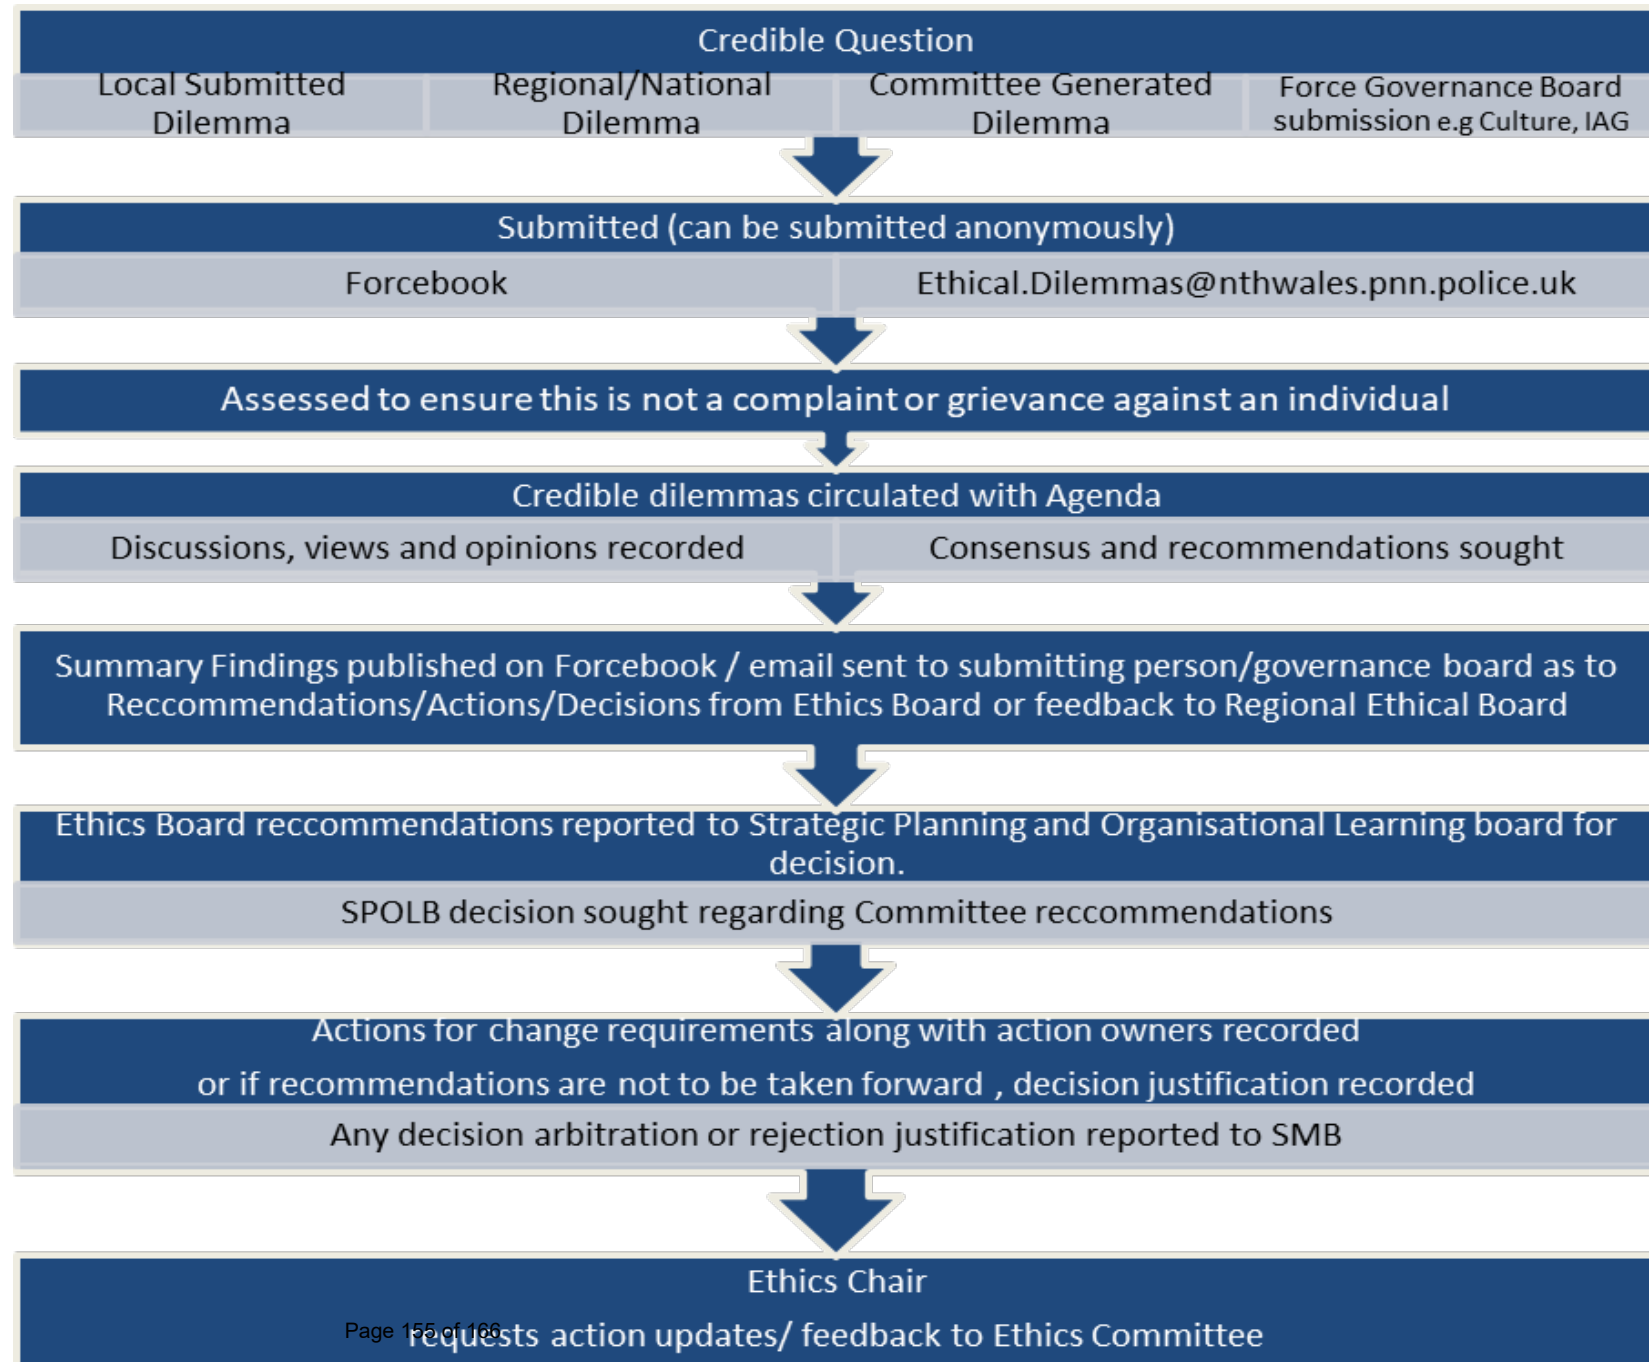 Credible Question
Local Submitted
Dilemma
Regional/National
Dilemma
Committee Generated
Dilemma
Force Governance Board
submission e.g Culture, IAG
Submitted (can be submitted anonymously)
Forcebook
Ethical.Dilemmas@nthwales.pnn.police.uk
Assessed to ensure this is not a complaint or grievance against an individual
Credible dilemmas circulated with Agenda
Discussions, views and opinions recorded
Consensus and recommendations sought
Summary Findings published on Forcebook / email sent to submitting person/governance board as to
Reccommendations/Actions/Decisions from Ethics Board or feedback to Regional Ethical Board
Ethics Board reccommendations reported to Strategic Planning and Organisational Learning board for
decision.
SPOLB decision sought regarding Committee reccommendations
Actions for change requirements along with action owners recorded
or if recommendations are not to be taken forward , decision justification recorded
Any decision arbitration or rejection justification reported to SMB
Ethics Chair
requests action updates/ feedback to Ethics Committee
Page 155 of 166